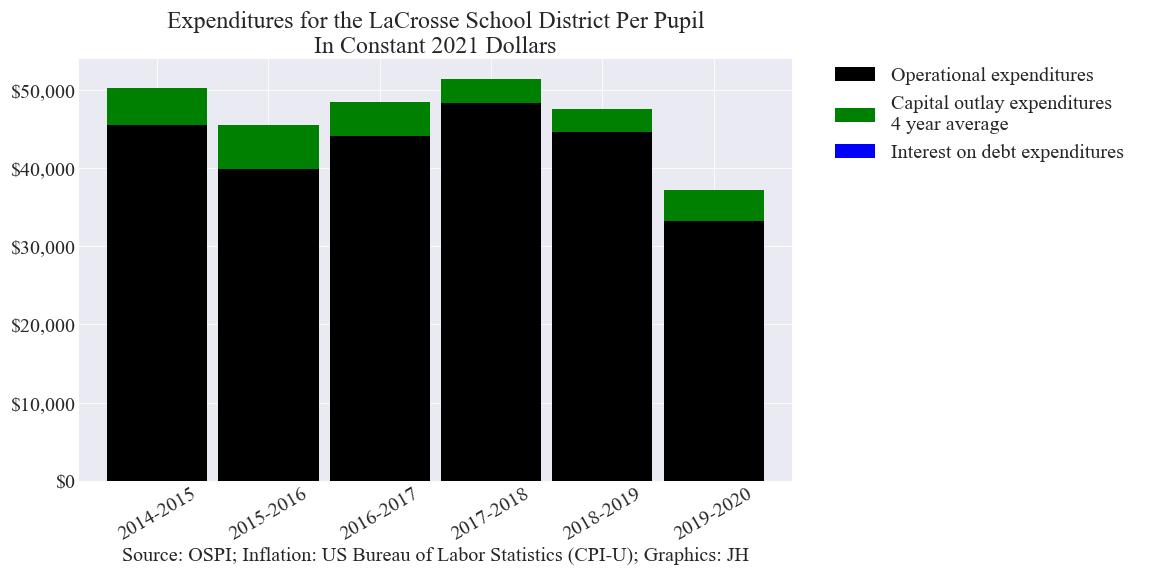 Expenditures for the LaCrosse School District Per Pupil
In Constant 2021 Dollars
Operational expenditures
Capital outlay expenditures
4 year average
Interest on debt expenditures
$50,000
$40,000
$30,000
$20,000
$10,000
$0
2014-2015
2015-2016
2016-2017
2017-2018
2018-2019
2019-2020
Source: OSPI; Inflation: US Bureau of Labor Statistics (CPI-U); Graphics: JH